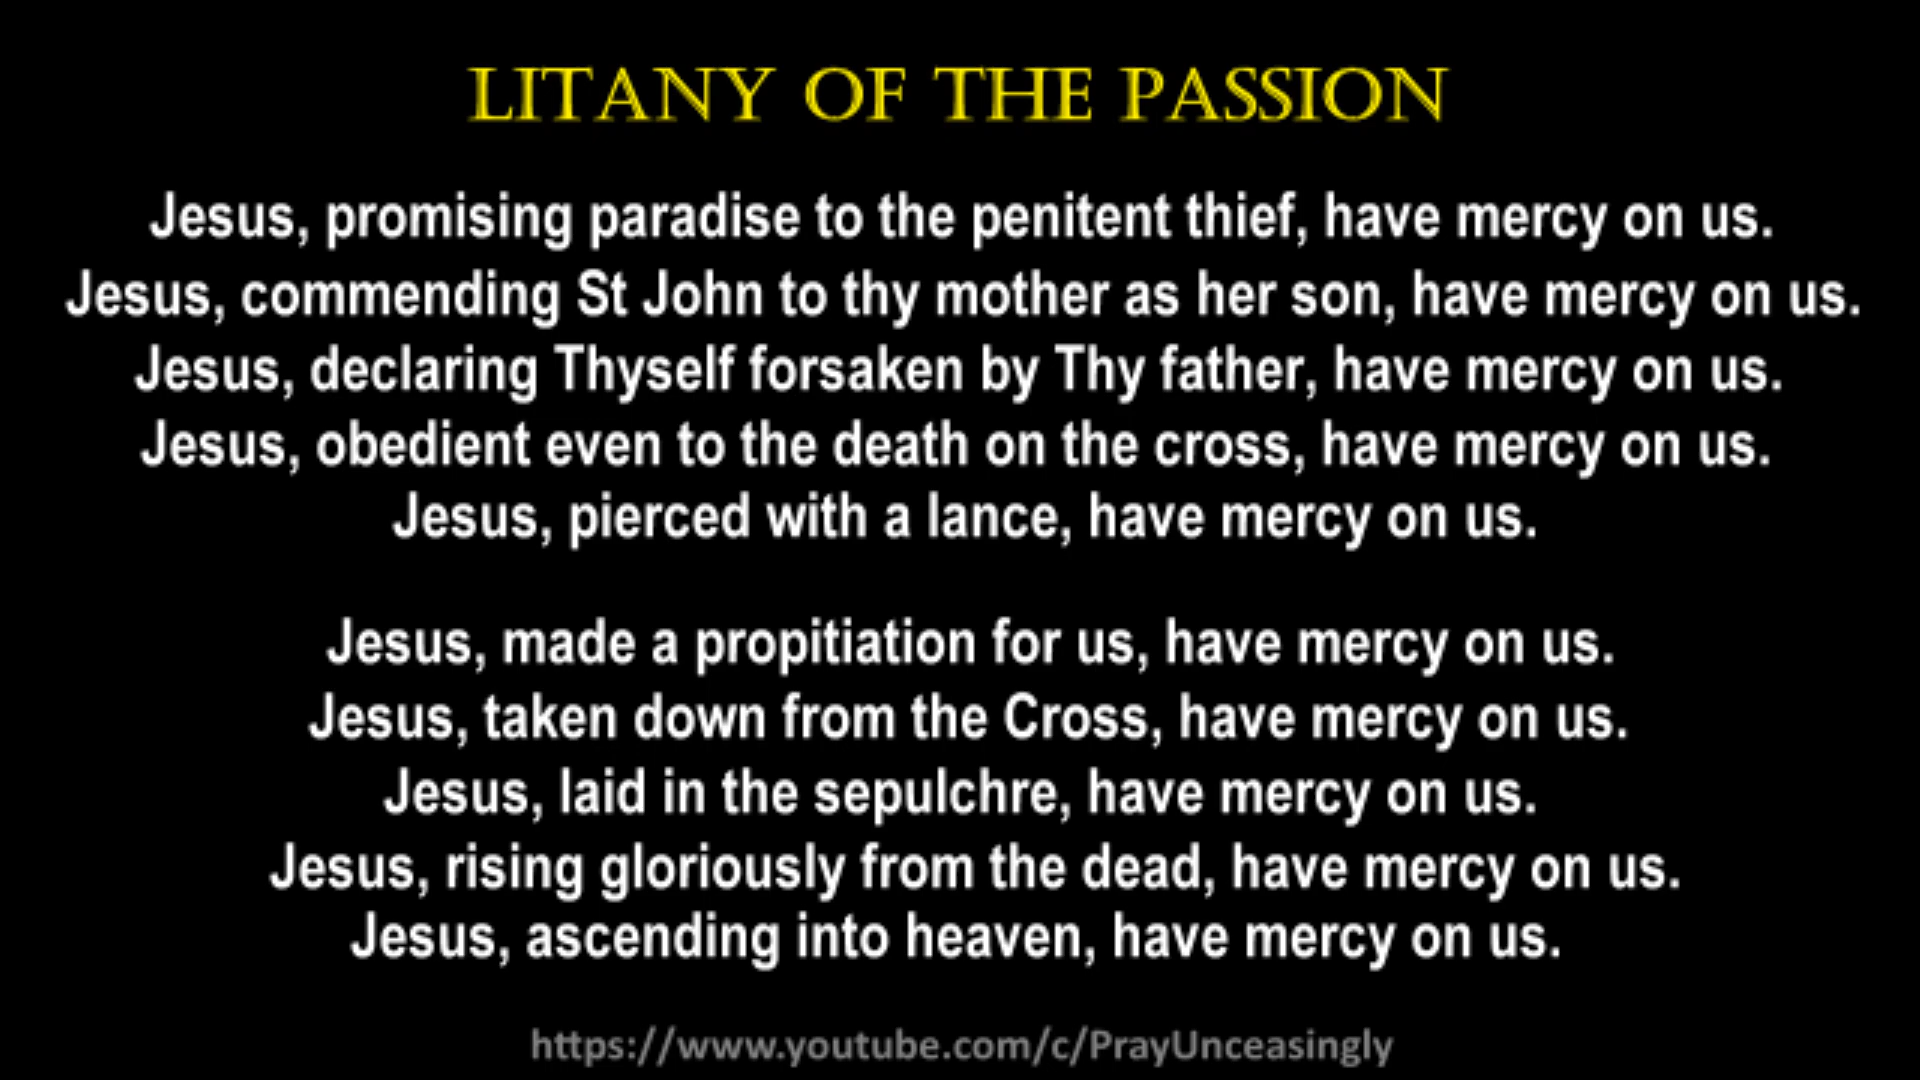 LITANY OF THE PASSION
Jesus, promising paradise to the penitent thief, have mercy on us.
Jesus, commending St John to thy mother as her son, have mercy on us.
Jesus, declaring Thyself forsaken by Thy father, have mercy on us.
Jesus, obedient even to the death on the cross, have mercy on us.
Jesus, pierced with a lance, have mercy on us.
Jesus, made a propitiation for us, have mercy on us.
Jesus, taken down from the Cross, have mercy on us.
Jesus, laid in the sepulchre, have mercy on us.
Jesus, rising gloriously from the dead, have mercy on us.
Jesus, ascending into heaven, have mercy on us.
https://www.youtube.com/c/PrayUnceasingly